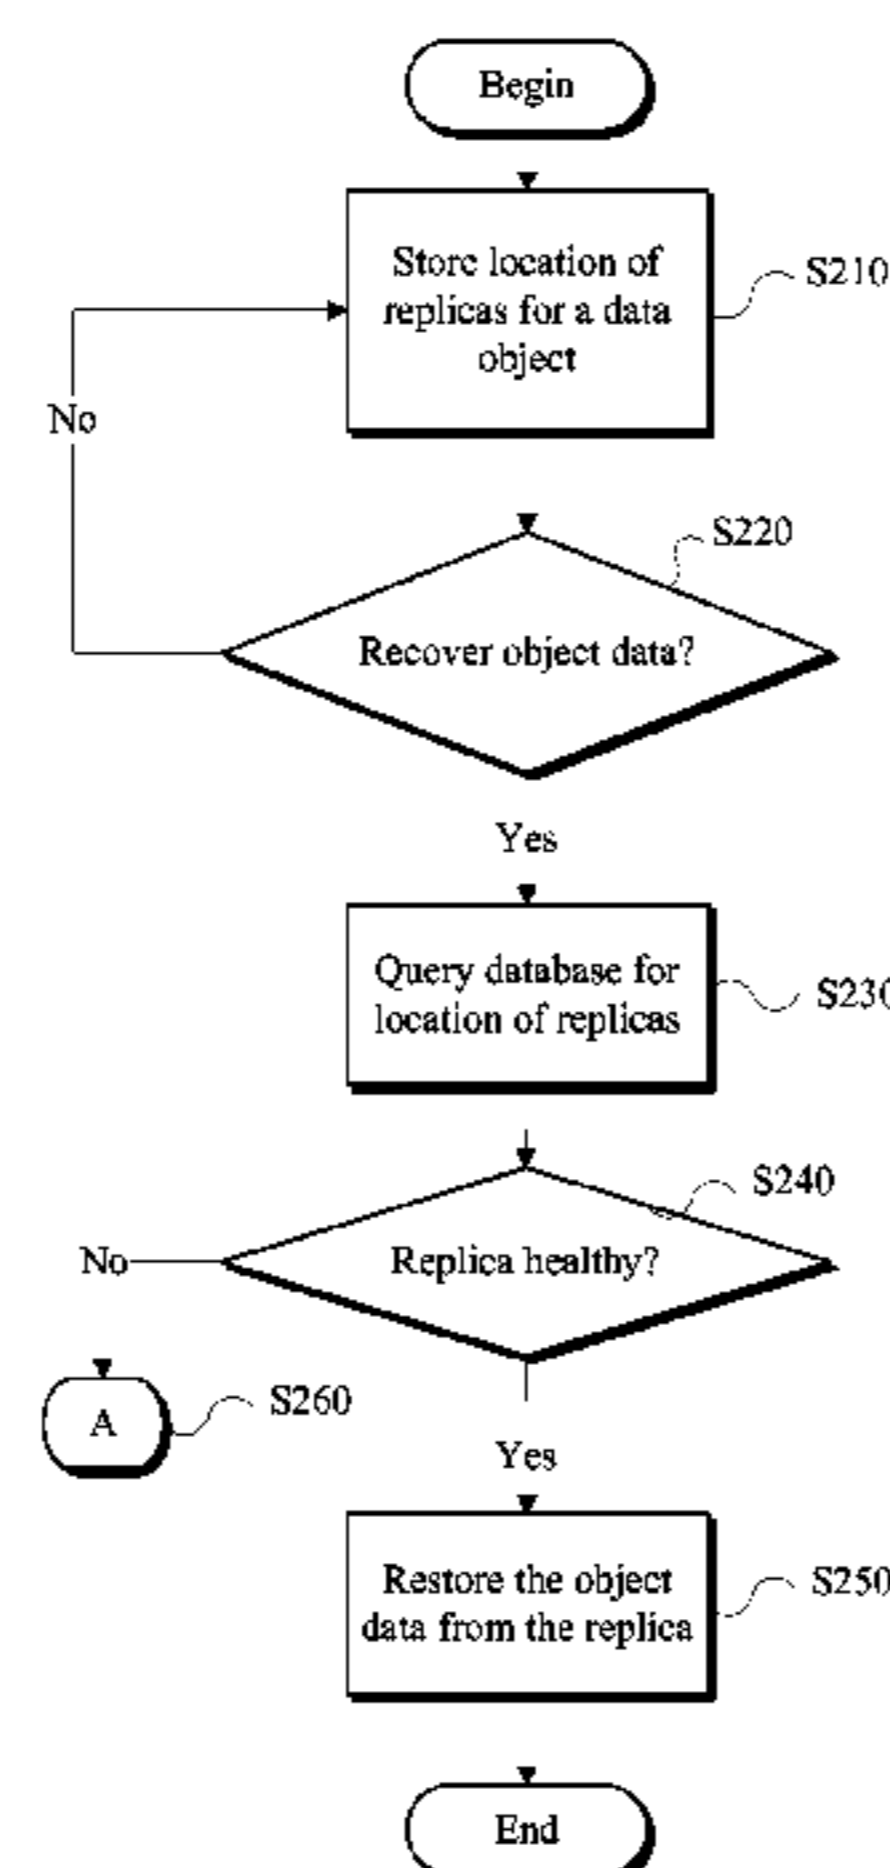 Begin
Store location of
replicas for a data
object
S210
No
S220
Recover object data?
Yes
Query database for
location of replicas
S230
S240
No
Replica healthy?
A
S260
Yes
Restore the object
data from the replica
S250
End